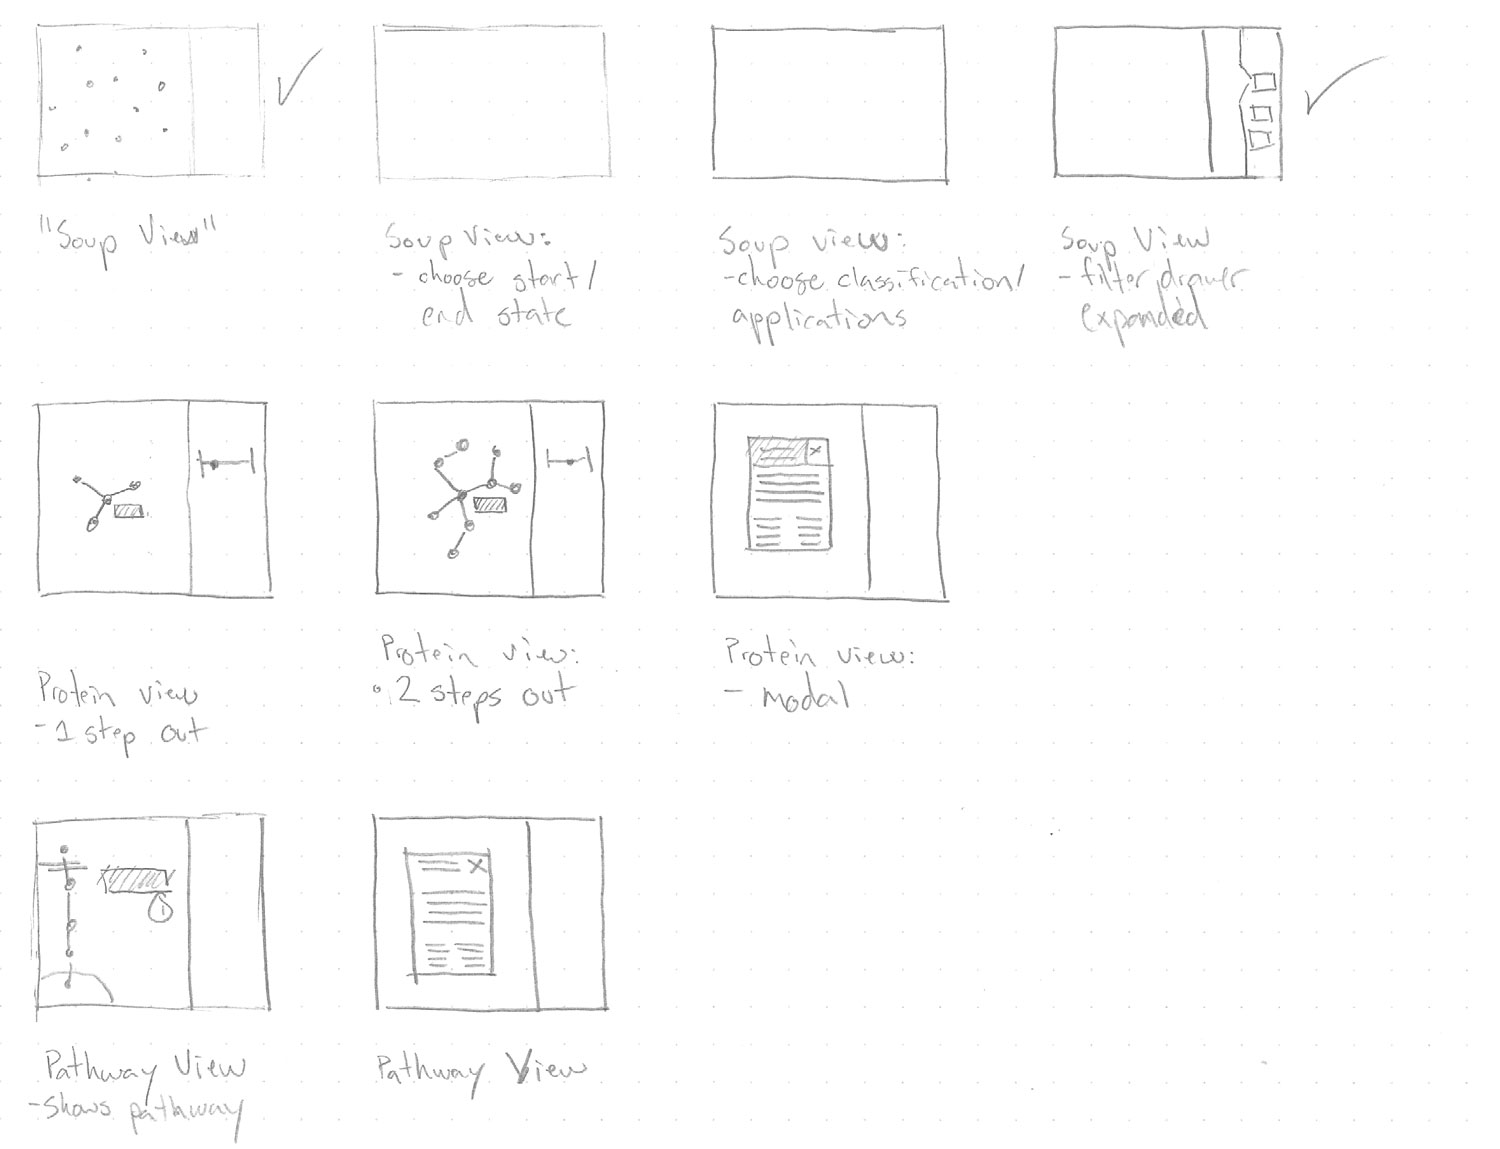 "Soup View"
Soup View:
- choose start/
end state
Soup view:
- choose classification/
applications
Soup View
- filter drawer
expanded
Protein view
- 1 step out
Protein view:
• 2 steps out
Protein view:
- modal
Pathway View
- shows pathway
Pathway View